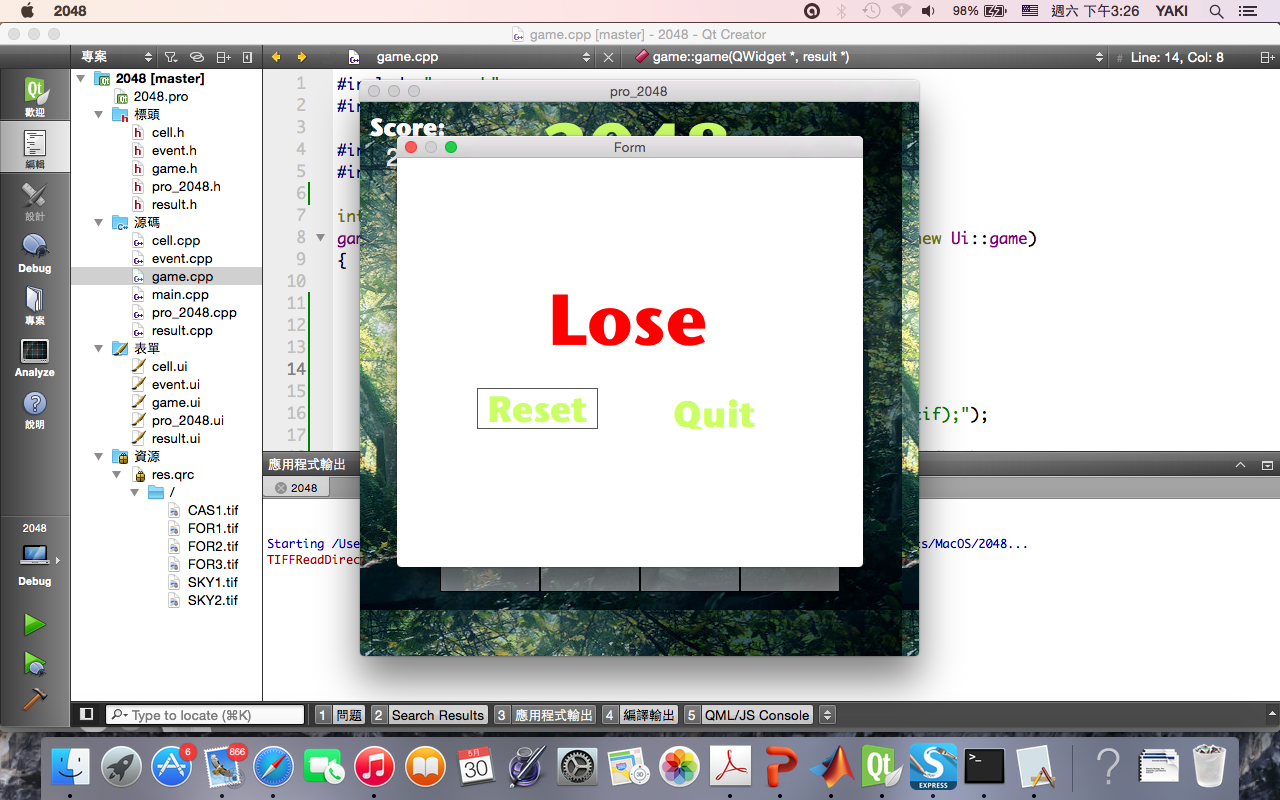 2048
98%
週六 下午3:26
YAKI
game.cpp [master] - 2048 - Qt Creator
專案
game.cpp
game::game(QWidget *, result *)
#
Line: 14, Col: 8
歡迎
編輯
設計
Debug
專案
Analyze
說明
2048
Debug
2048 [master]
2048.pro
標頭
cell.h
event.h
game.h
pro_2048.h
result.h
源碼
cell.cpp
event.cpp
game.cpp
main.cpp
pro_2048.cpp
result.cpp
表單
cell.ui
event.ui
game.ui
pro_2048.ui
result.ui
資源
res.qrc
/
CAS1.tif
FOR1.tif
FOR2.tif
FOR3.tif
SKY1.tif
SKY2.tif
1
2
3
4
5
6
7
8
9
10
11
12
13
14
15
16
17
{
new Ui::game)
if);");
pro_2048
Score:
2048
Form
Lose
Reset
Quit
應用程式輸出
2048
Starting /Use
s/MacOS/2048...
TIFFReadDirec
Type to locate (⌘K)
1 問題
2 Search Results
3 應用程式輸出
4 編譯輸出
5 QML/JS Console
6
866
5月
30
EXPRESS